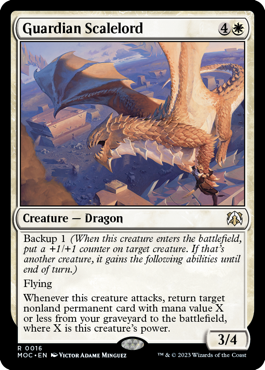 Guardian Scalelord 4
Creature — Dragon
Backup 1 (When this creature enters the battlefield,
put a +1/+1 counter on target creature. If that's
another creature, it gains the following abilities until
end of turn.)
Flying
Whenever this creature attacks, return target
nonland permanent card with mana value X
or less from your graveyard to the battlefield,
where X is this creature's power.
3/4
R 0016
MOC • EN VICTOR ADAME MINGUEZ
™ & © 2023 Wizards of the Coast